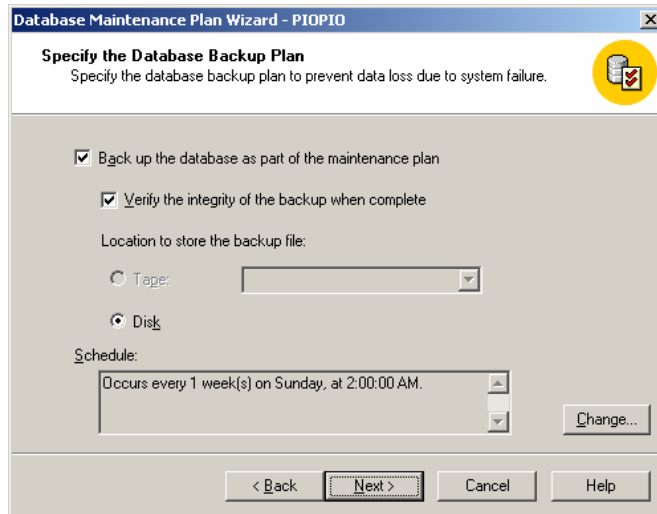 Database Maintenance Plan Wizard - PIOPIO
Specify the Database Backup Plan
Specify the database backup plan to prevent data loss due to system failure.
Back up the database as part of the maintenance plan
Verify the integrity of the backup when complete
Location to store the backup file:
Tape:
Disk
Schedule:
Occurs every 1 week(s) on Sunday, at 2:00:00 AM.
Change...
< Back Next > Cancel Help